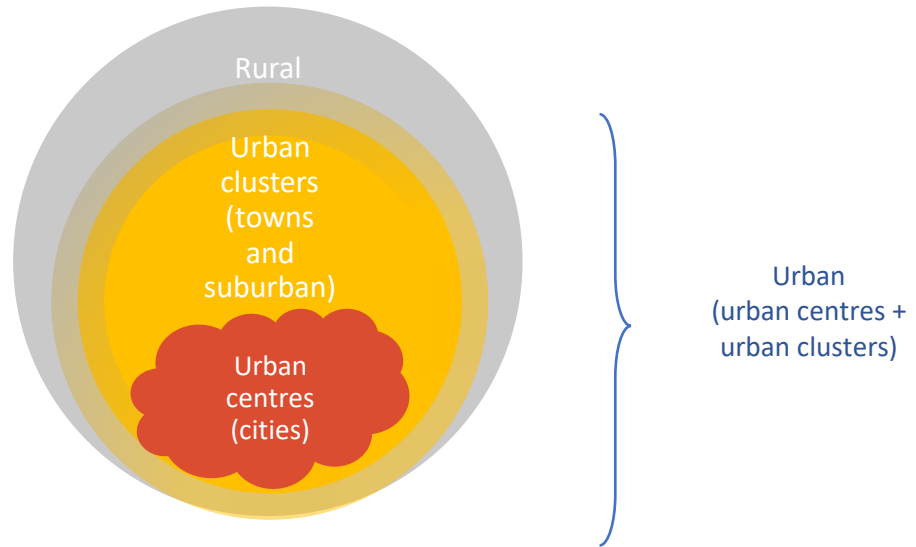 Rural
Urban
clusters
(towns
and
suburban)
Urban
centres
(cities)
Urban
(urban centres +
urban clusters)